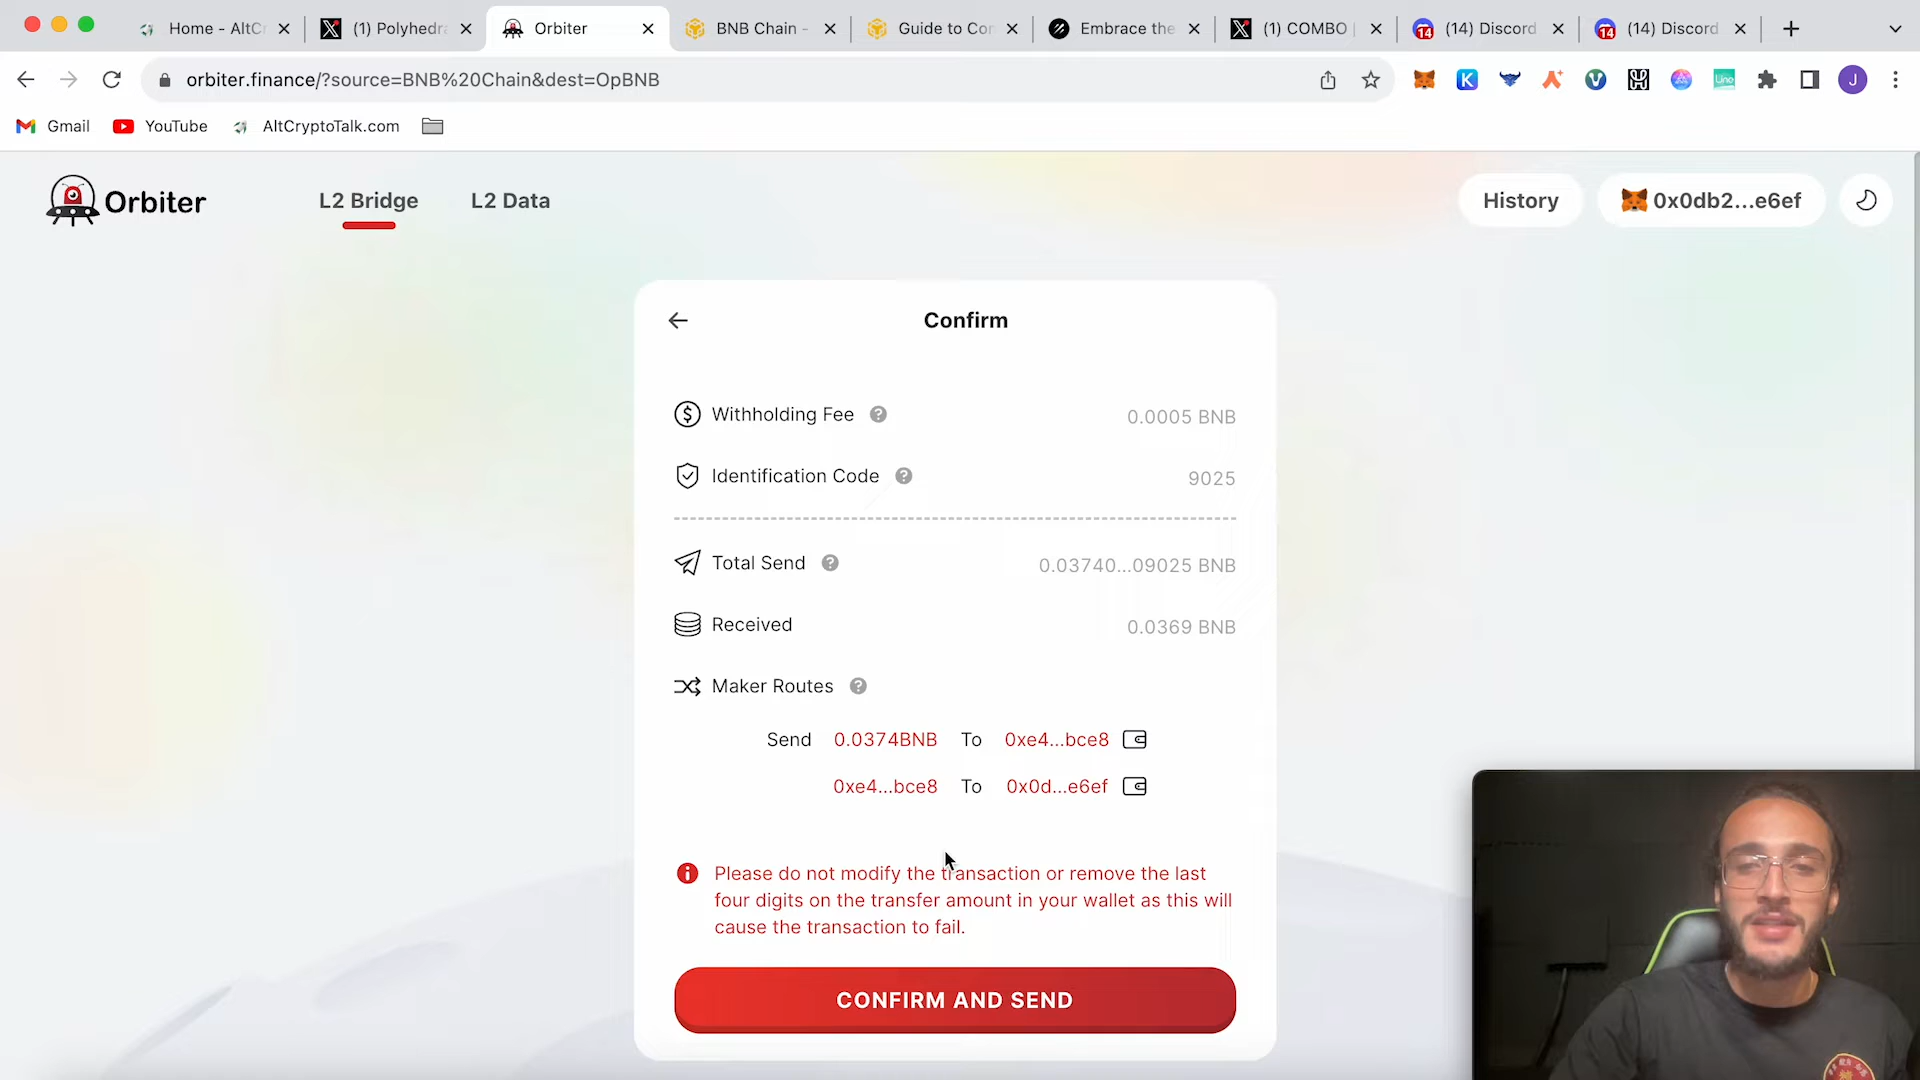 Home - AltCr
(1) Polyhedra
Orbiter
BNB Chain -
Guide to Con
Embrace the
(1) COMBO |
14
(14) Discord
14
(14) Discord
orbiter.finance/?source=BNB%20Chain&dest=OpBNB
J
Gmail
YouTube
AltCryptoTalk.com
Orbiter
L2 Bridge
L2 Data
History
0x0db2...e6ef
Confirm
Withholding Fee ?
0.0005 BNB
Identification Code ?
9025
Total Send ?
0.03740...09025 BNB
Received
0.0369 BNB
Maker Routes ?
Send 0.0374BNB To 0xe4...bce8
0xe4...bce8 To 0x0d...e6ef
Please do not modify the transaction or remove the last
four digits on the transfer amount in your wallet as this will
cause the transaction to fail.
CONFIRM AND SEND